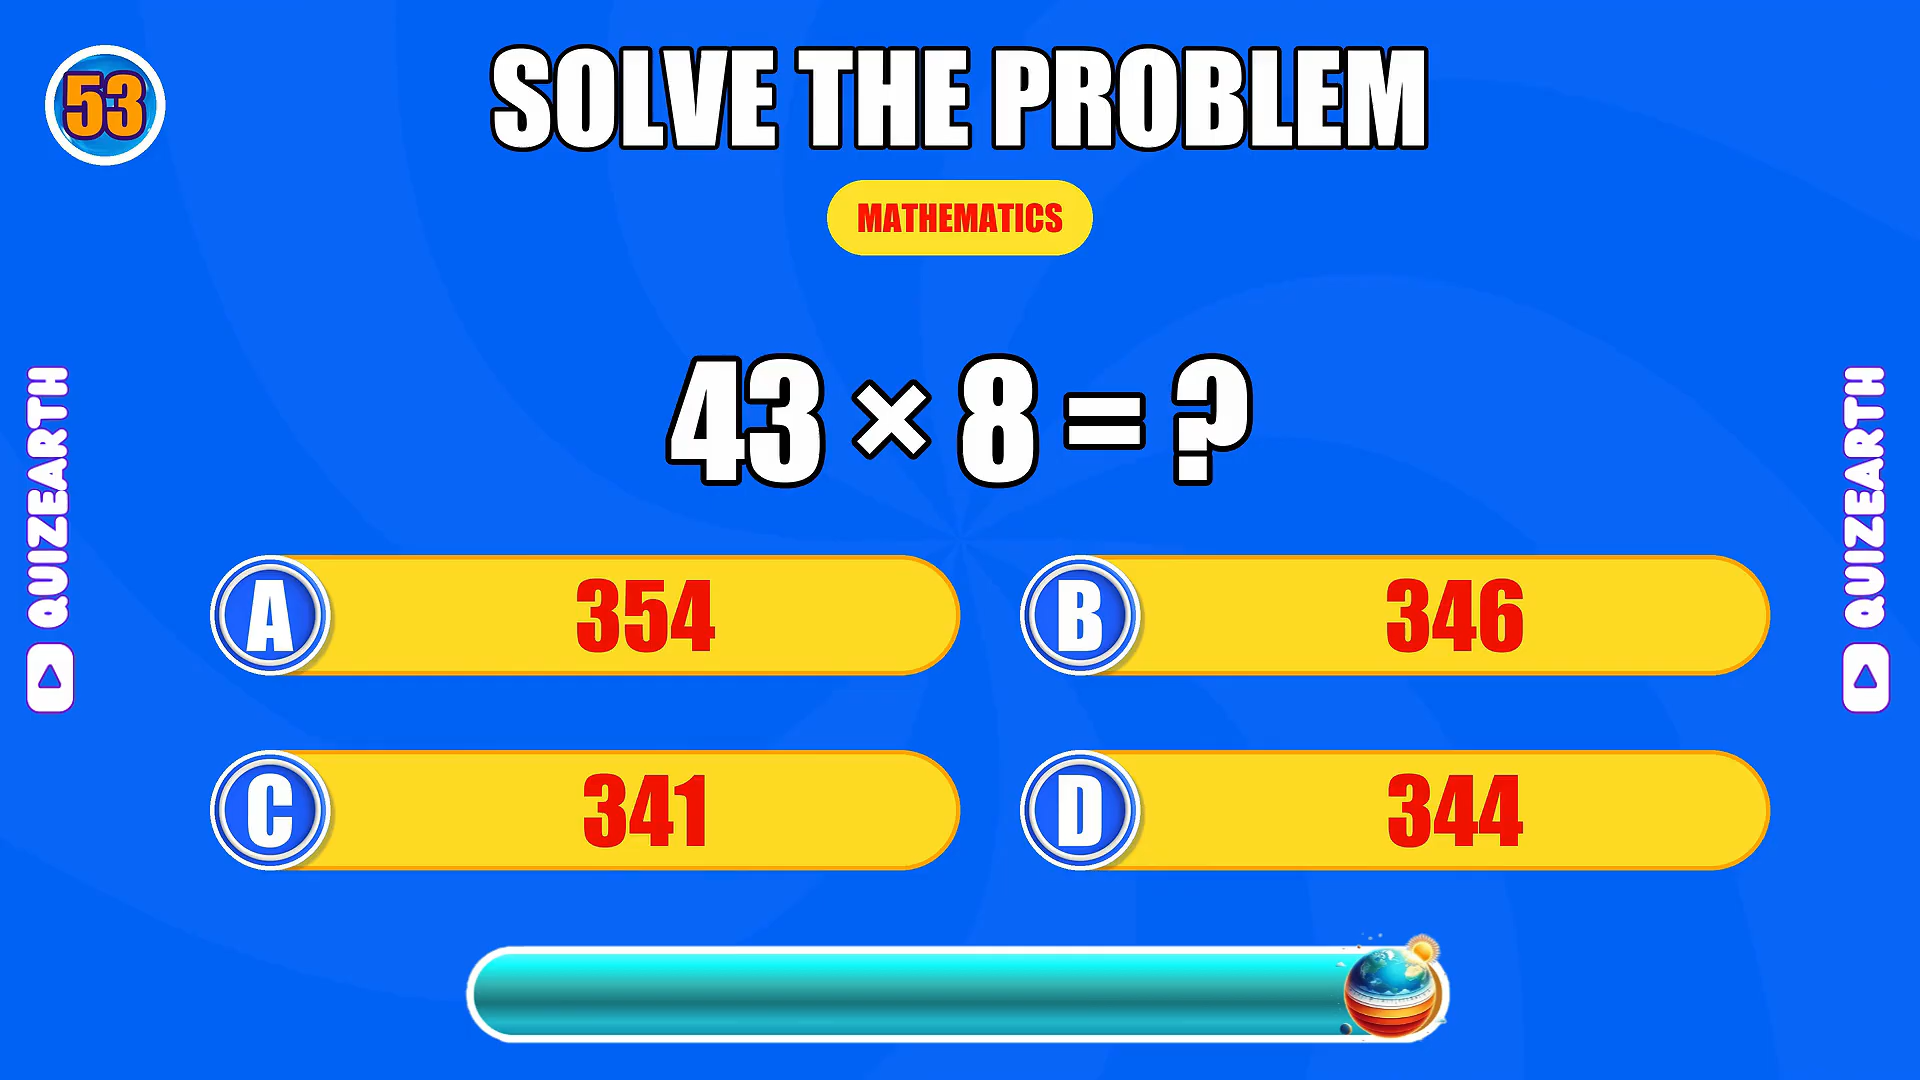 53
SOLVE THE PROBLEM
MATHEMATICS
43 × 8 = ?
A 354
B 346
C 341
D 344
QUIZEARTH
QUIZEARTH